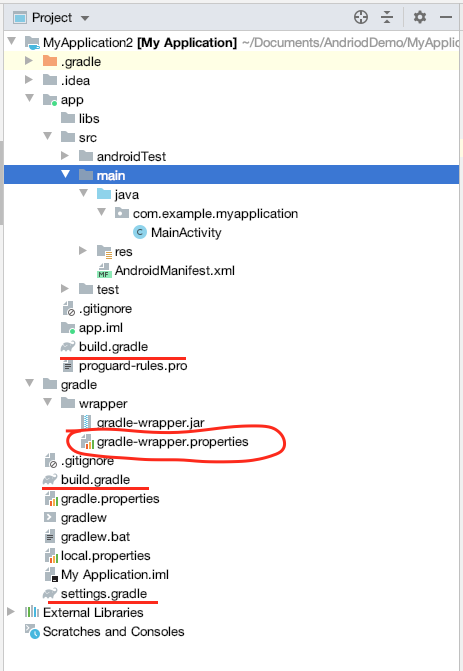 Project
MyApplication2 [My Application] ~/Documents/AndriodDemo/MyApplic
.gradle
.idea
app
libs
src
androidTest
main
java
com.example.myapplication
C MainActivity
res
MF AndroidManifest.xml
test
.gitignore
app.iml
build.gradle
proguard-rules.pro
gradle
wrapper
gradle-wrapper.jar
gradle-wrapper.properties
.gitignore
build.gradle
gradle.properties
gradlew
gradlew.bat
local.properties
My Application.iml
settings.gradle
External Libraries
Scratches and Consoles